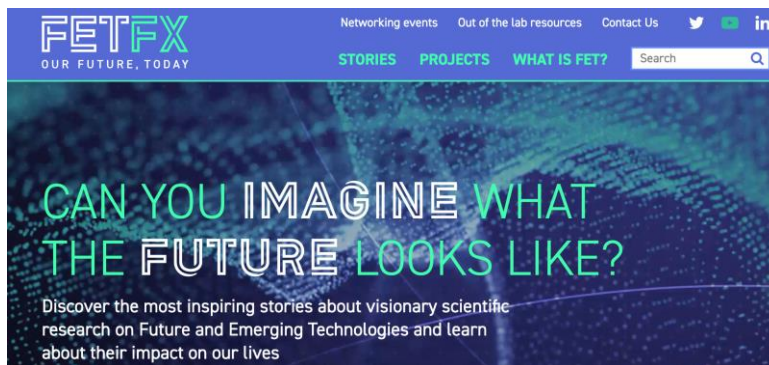 FETFX
OUR FUTURE, TODAY
Networking events Out of the lab resources Contact Us
in
STORIES PROJECTS WHAT IS FET? Search
CAN YOU IMAGINE WHAT
THE FUTURE LOOKS LIKE?
Discover the most inspiring stories about visionary scientific
research on Future and Emerging Technologies and learn
about their impact on our lives